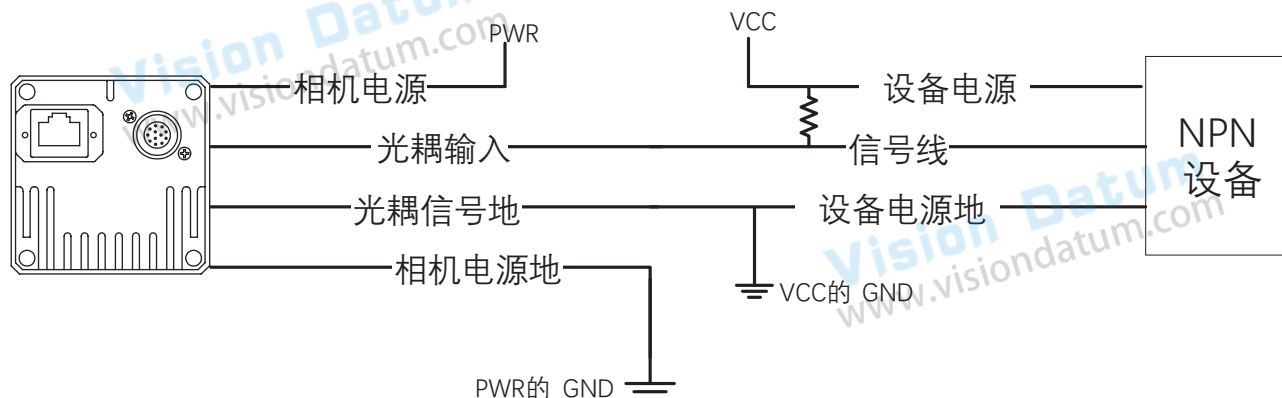 Vision Datum
www.visiondatum.com
PWR
VCC
相机电源
设备电源
光耦输入
信号线
NPN
设备
光耦信号地
设备电源地
Vision Datum
www.visiondatum.com
相机电源地
VCC的 GND
PWR的 GND